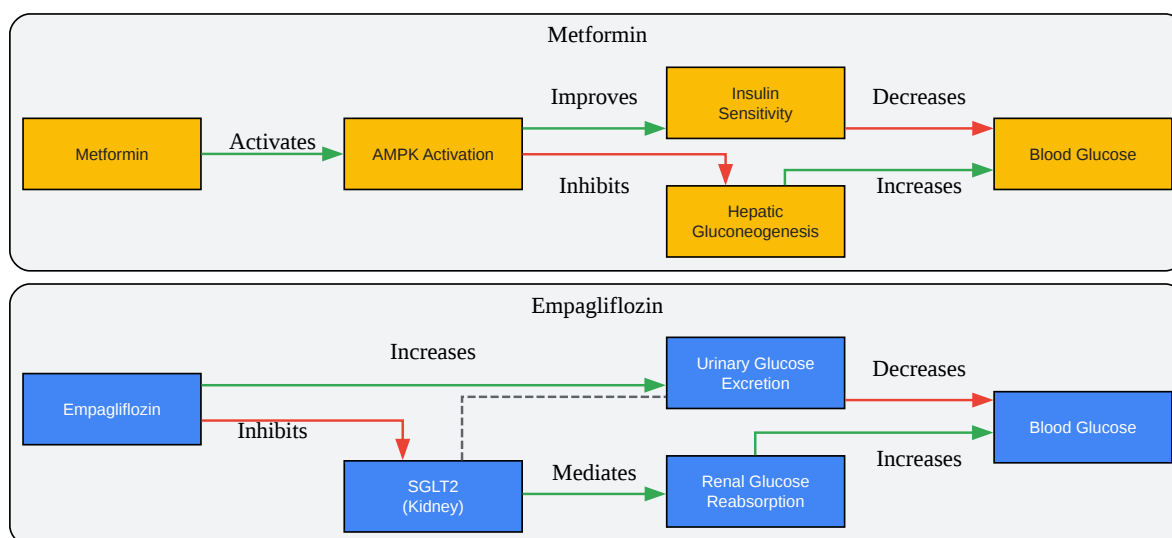 Metformin
Improves
Insulin
Sensitivity
Decreases
Metformin
Activates
AMPK Activation
Blood Glucose
Inhibits
Hepatic
Gluconeogenesis
Increases
Empagliflozin
Increases
Urinary Glucose
Excretion
Decreases
Empagliflozin
Blood Glucose
Inhibits
SGLT2
(Kidney)
Mediates
Renal Glucose
Reabsorption
Increases